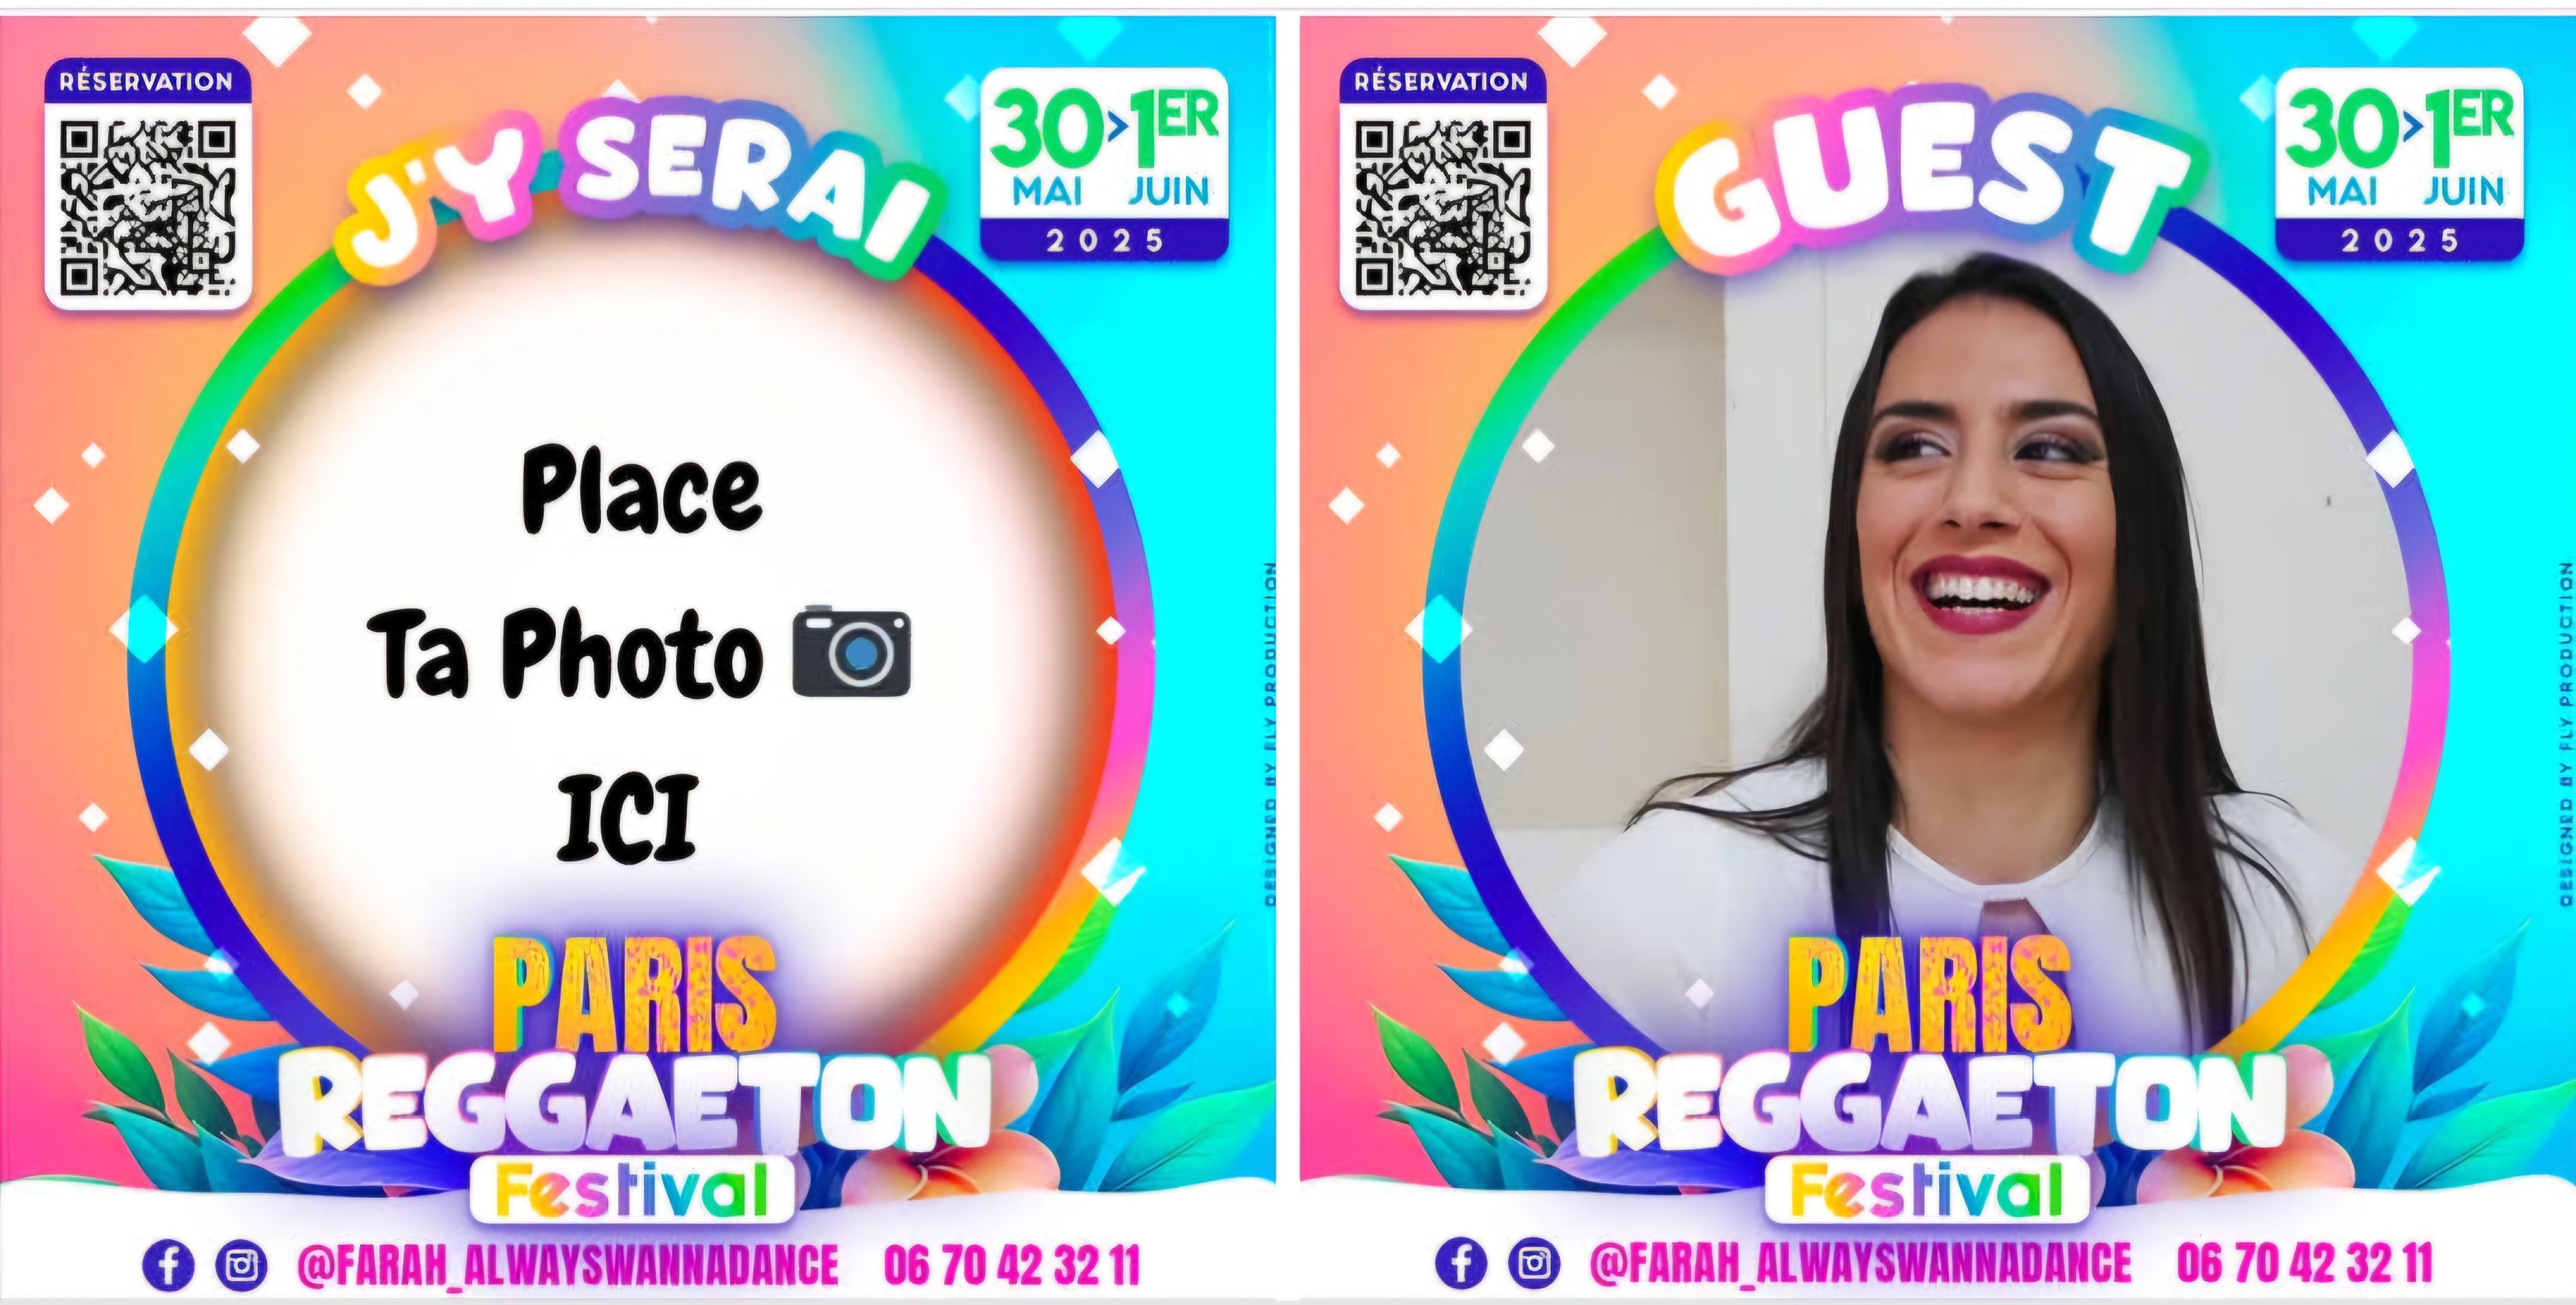 RÉSERVATION
J'Y SERAI
30>1ER
MAI JUIN
2025
Place
Ta Photo
ICI
PARIS
REGGAETON
Festival
@FARAH_ALWAYSWANNADANCE 06 70 42 32 11
DESIGNED BY FLY PRODUCTION
RÉSERVATION
GUEST
30>1ER
MAI JUIN
2025
PARIS
REGGAETON
Festival
@FARAH_ALWAYSWANNADANCE 06 70 42 32 11
DESIGNED BY FLY PRODUCTION